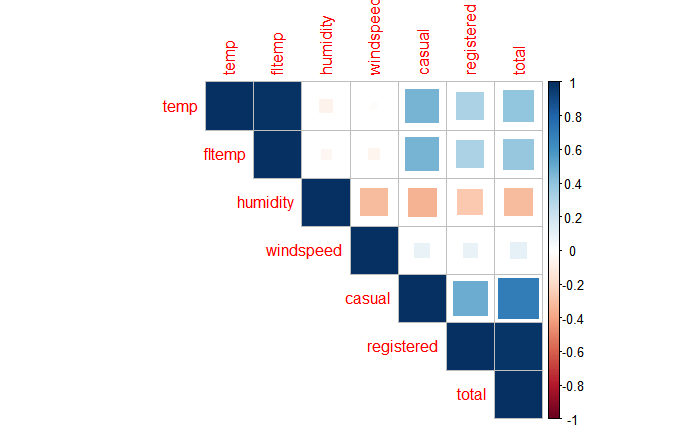 temp
fltemp
humidity
windspeed
casual
registered
total
temp
fltemp
humidity
windspeed
casual
registered
total
1
0.8
0.6
0.4
0.2
0
-0.2
-0.4
-0.6
-0.8
-1